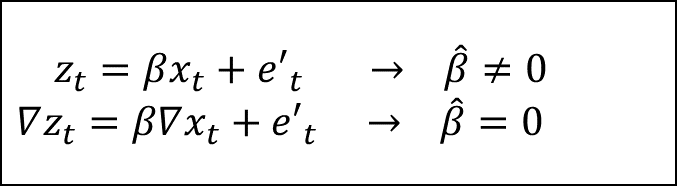 z_t = βx_t + e'_t → β̂ ≠ 0
∇z_t = β∇x_t + e'_t → β̂ = 0